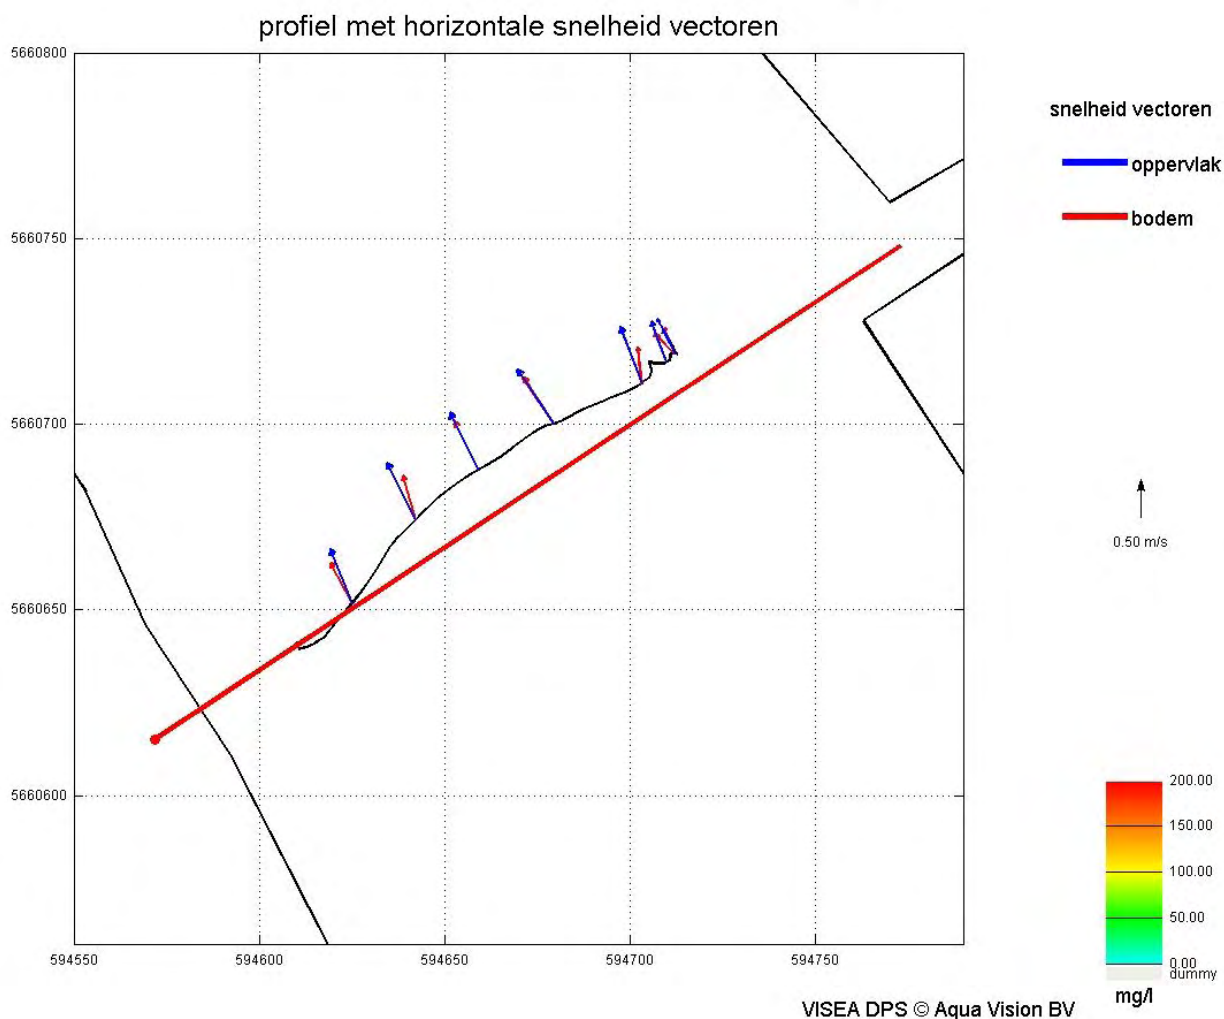 profiel met horizontale snelheid vectoren
5660800
5660750
5660700
5660650
5660600
594550
594600
594650
594700
594750
snelheid vectoren
oppervlak
bodem
0.50 m/s
200.00
150.00
100.00
50.00
0.00
dummy
mg/l
VISEA DPS © Aqua Vision BV